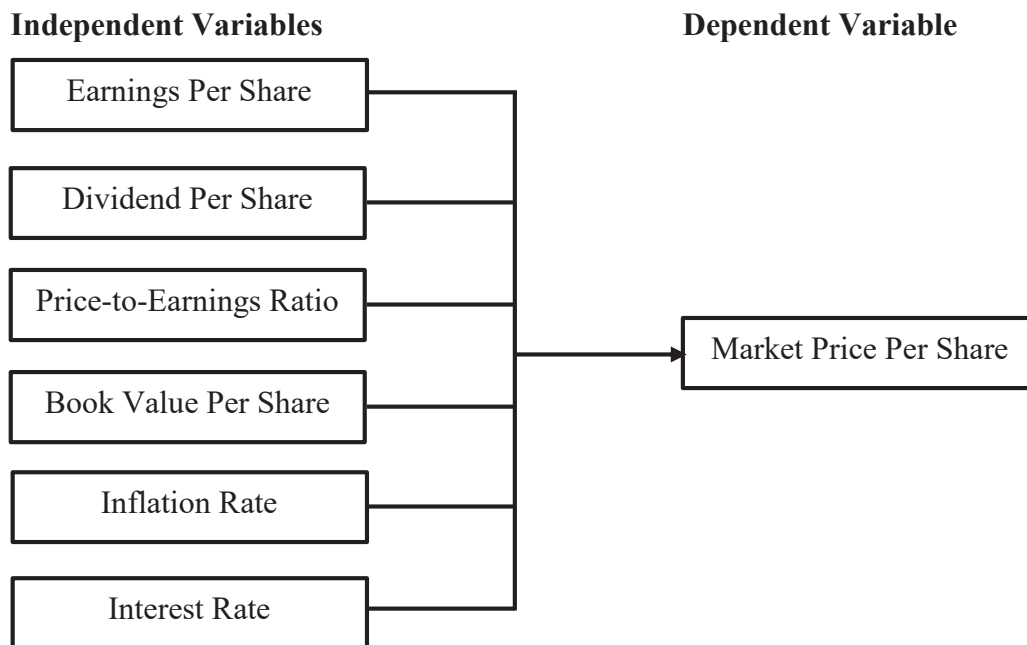 Independent Variables
Dependent Variable
Earnings Per Share
Dividend Per Share
Price-to-Earnings Ratio
Market Price Per Share
Book Value Per Share
Inflation Rate
Interest Rate